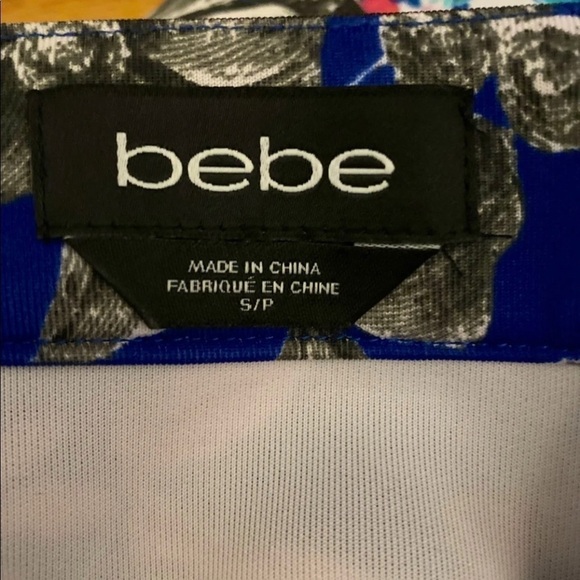 bebe
MADE IN CHINA
FABRIQUÉ EN CHINE
S/P